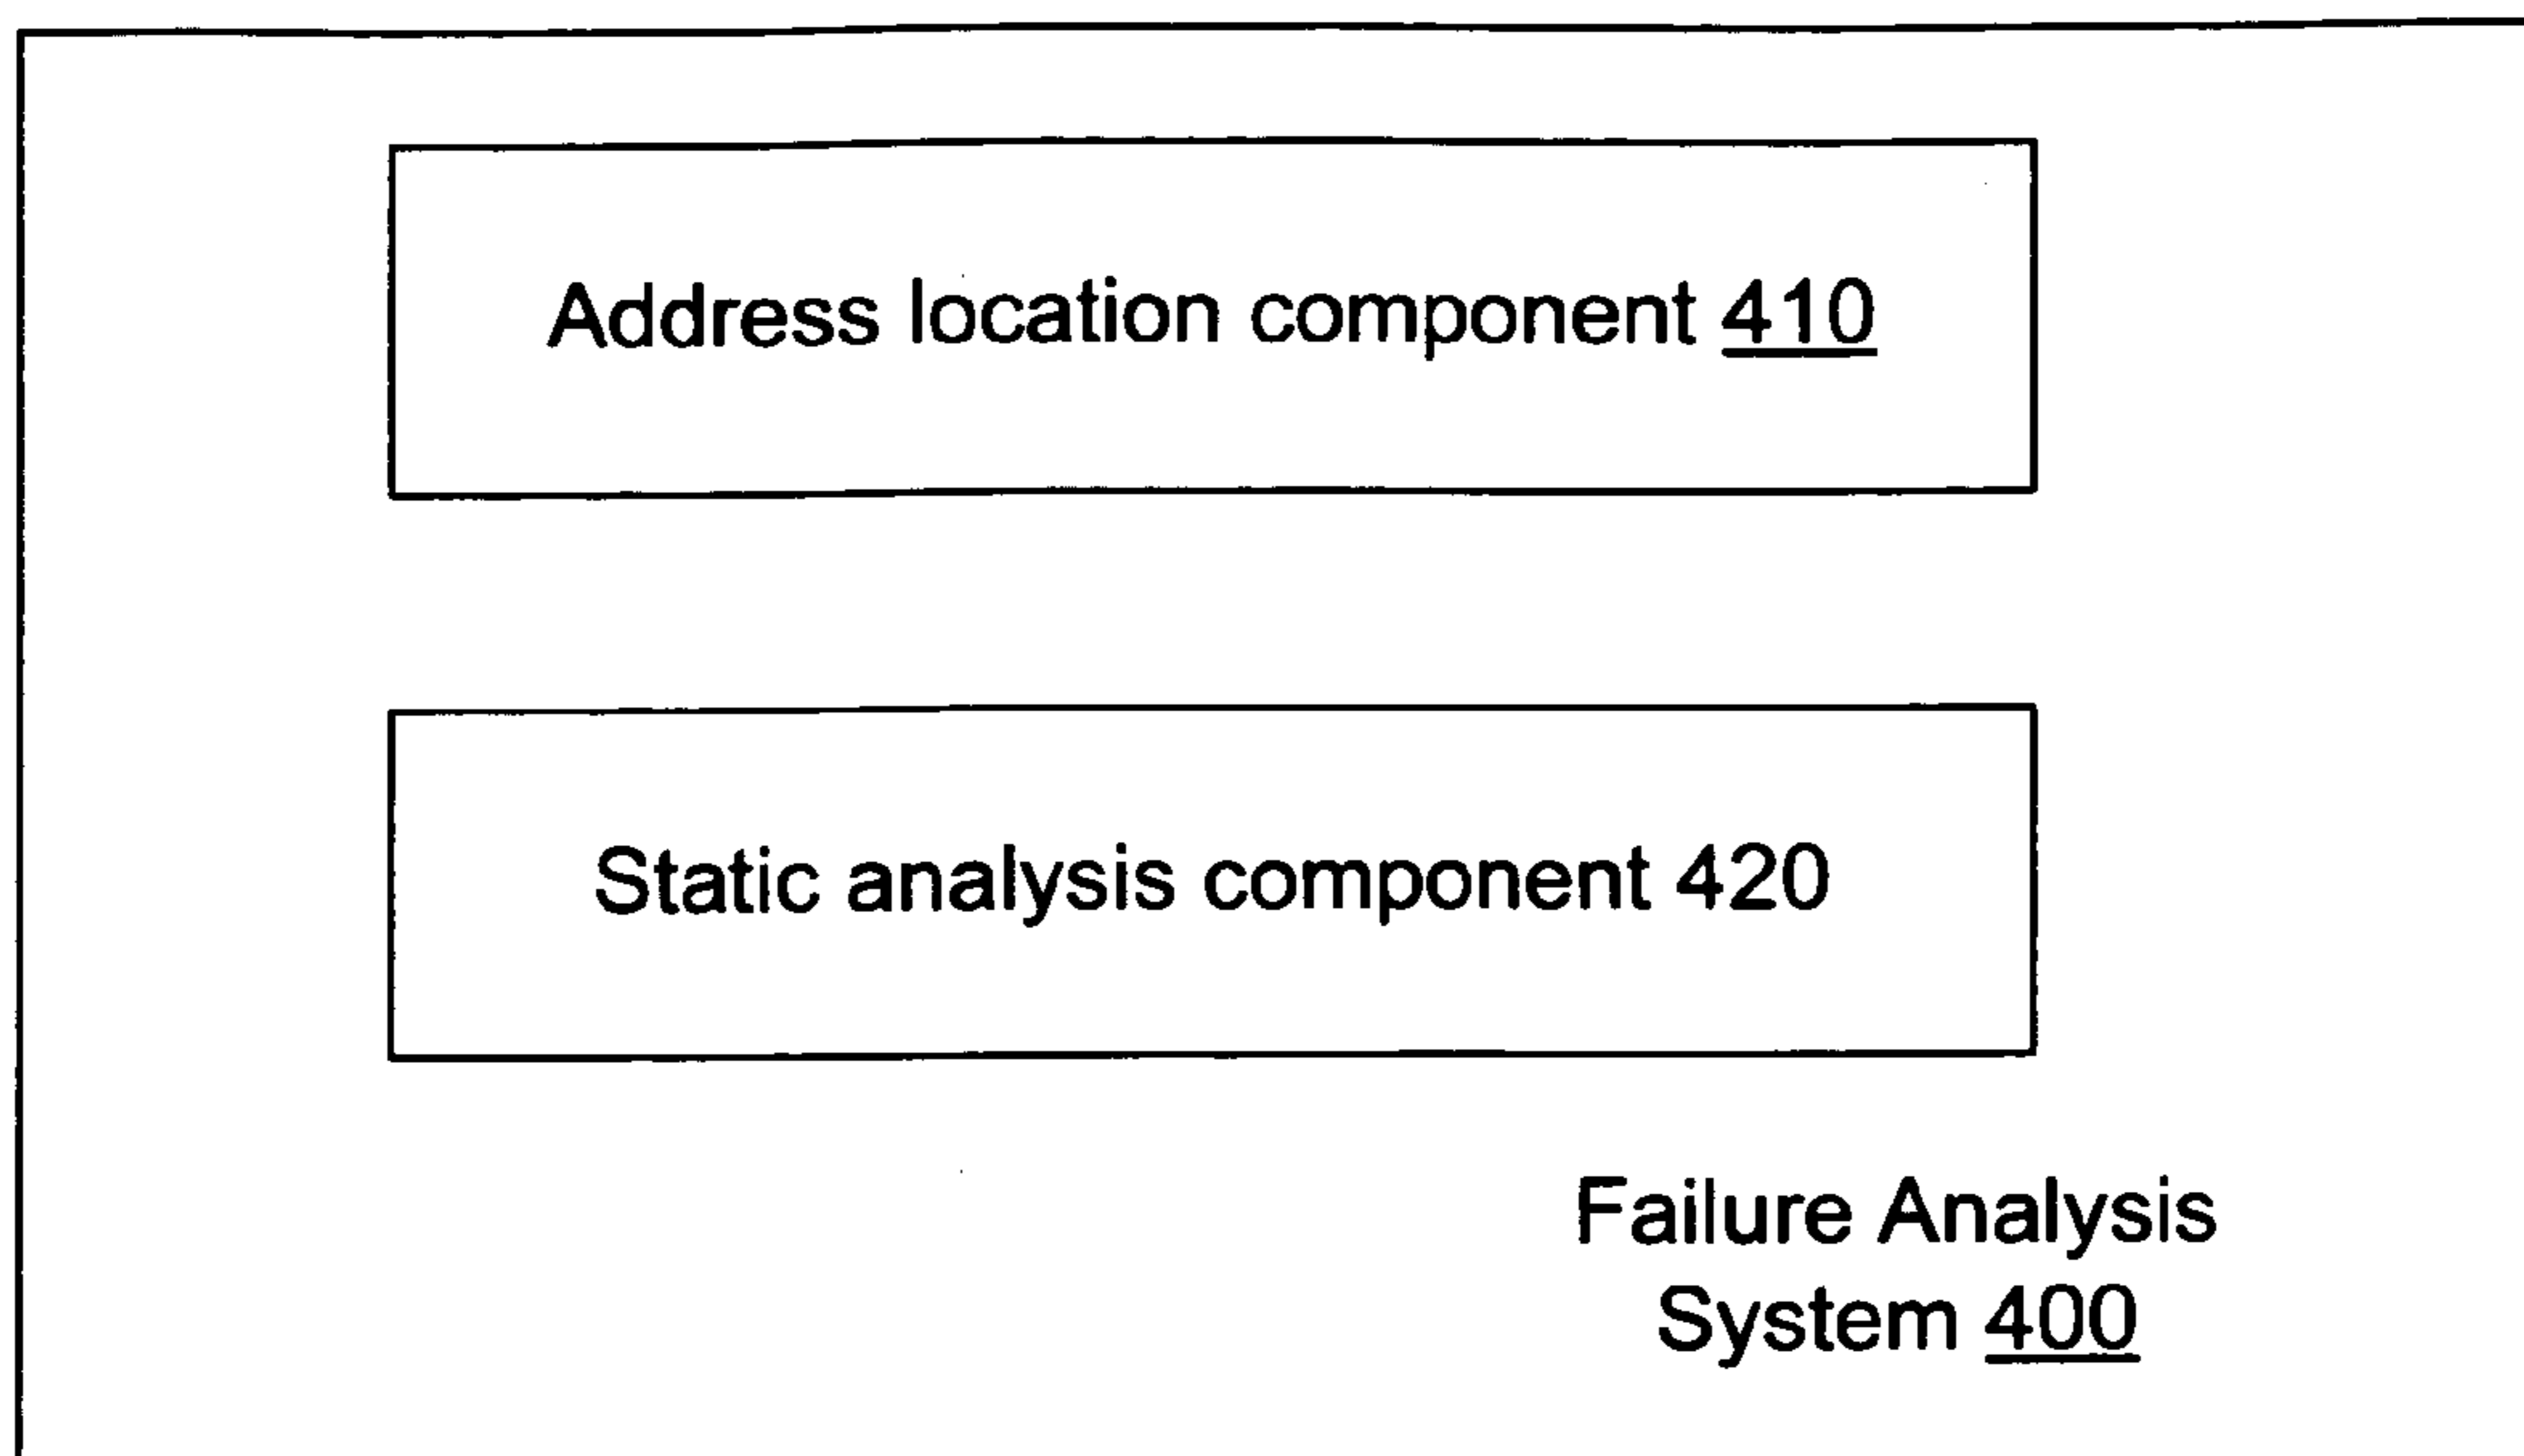 Address location component 410
Static analysis component 420
Failure Analysis
System 400